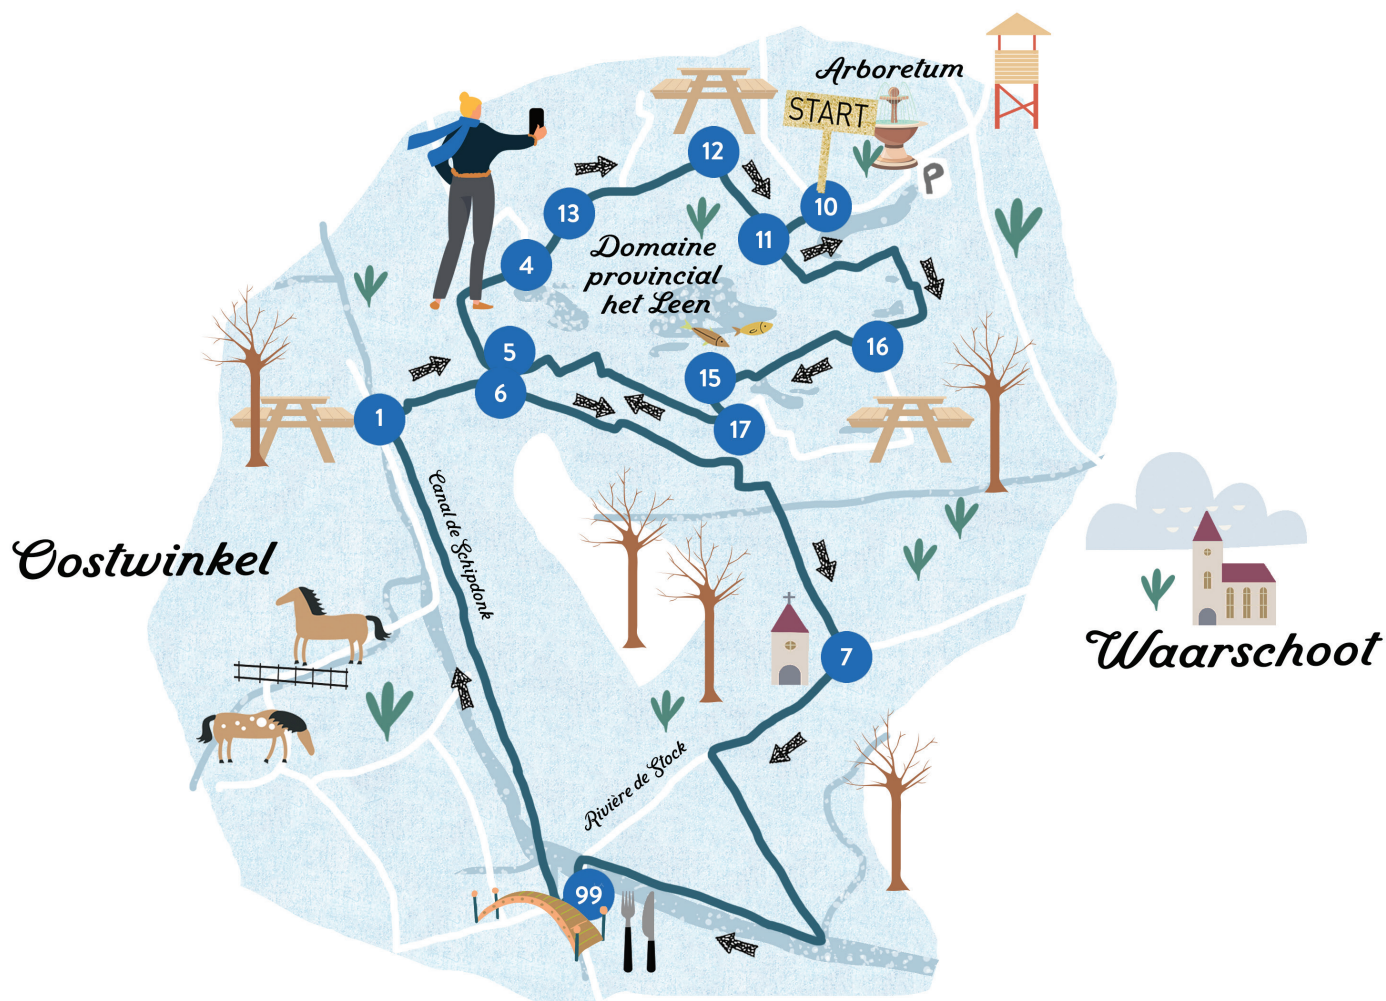 Arboretum
START
P
12
10
13
11
4
Domaine
provincial
het Leen
5
16
15
6
1
17
Canal de Schipdonk
Oostwinkel
Waarschoot
7
Rivière de Stock
99